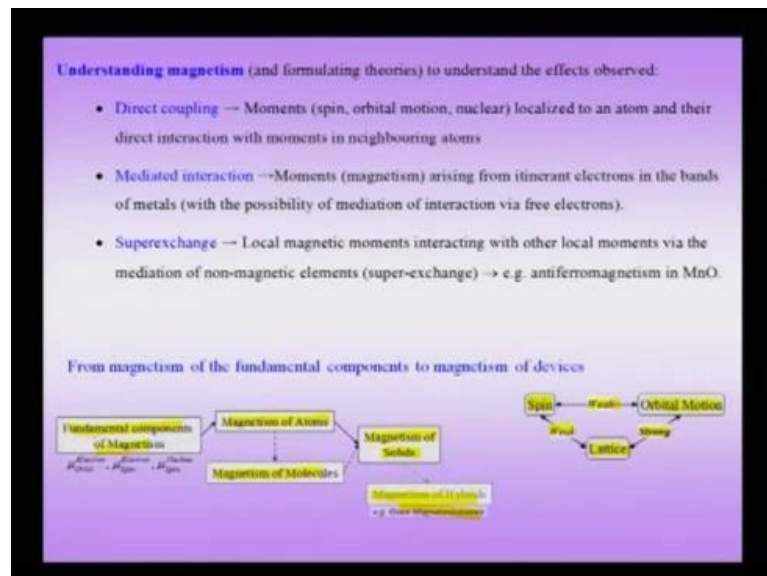 Understanding magnetism (and formulating theories) to understand the effects observed:
• Direct coupling → Moments (spin, orbital motion, nuclear) localized to an atom and their
direct interaction with moments in neighbouring atoms
• Mediated interaction →Moments (magnetism) arising from itinerant electrons in the bands
of metals (with the possibility of mediation of interaction via free electrons).
• Superexchange → Local magnetic moments interacting with other local moments via the
mediation of non-magnetic elements (super-exchange) → e.g. antiferromagnetism in MnO.
From magnetism of the fundamental components to magnetism of devices
Fundamental components
of Magnetism
Magnetism of Atoms
Magnetism of Molecules
Magnetism of
Solids
Magnetism of Hybrids
e.g.
Spin
Weak
Orbital Motion
Weak
Strong
Lattice